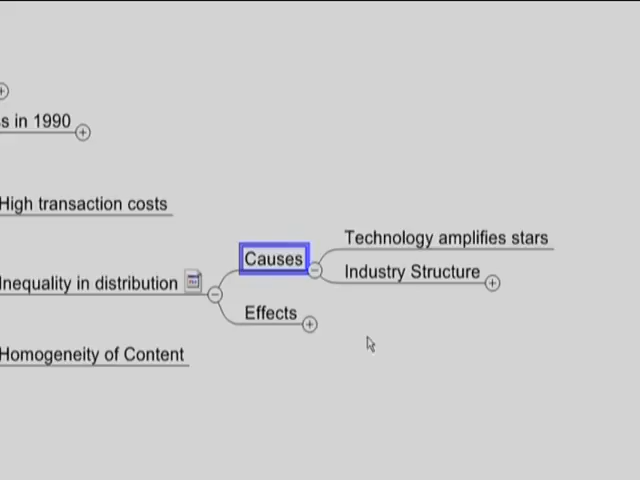 s in 1990
High transaction costs
Technology amplifies stars
Causes
Industry Structure
Inequality in distribution
Effects
Homogeneity of Content